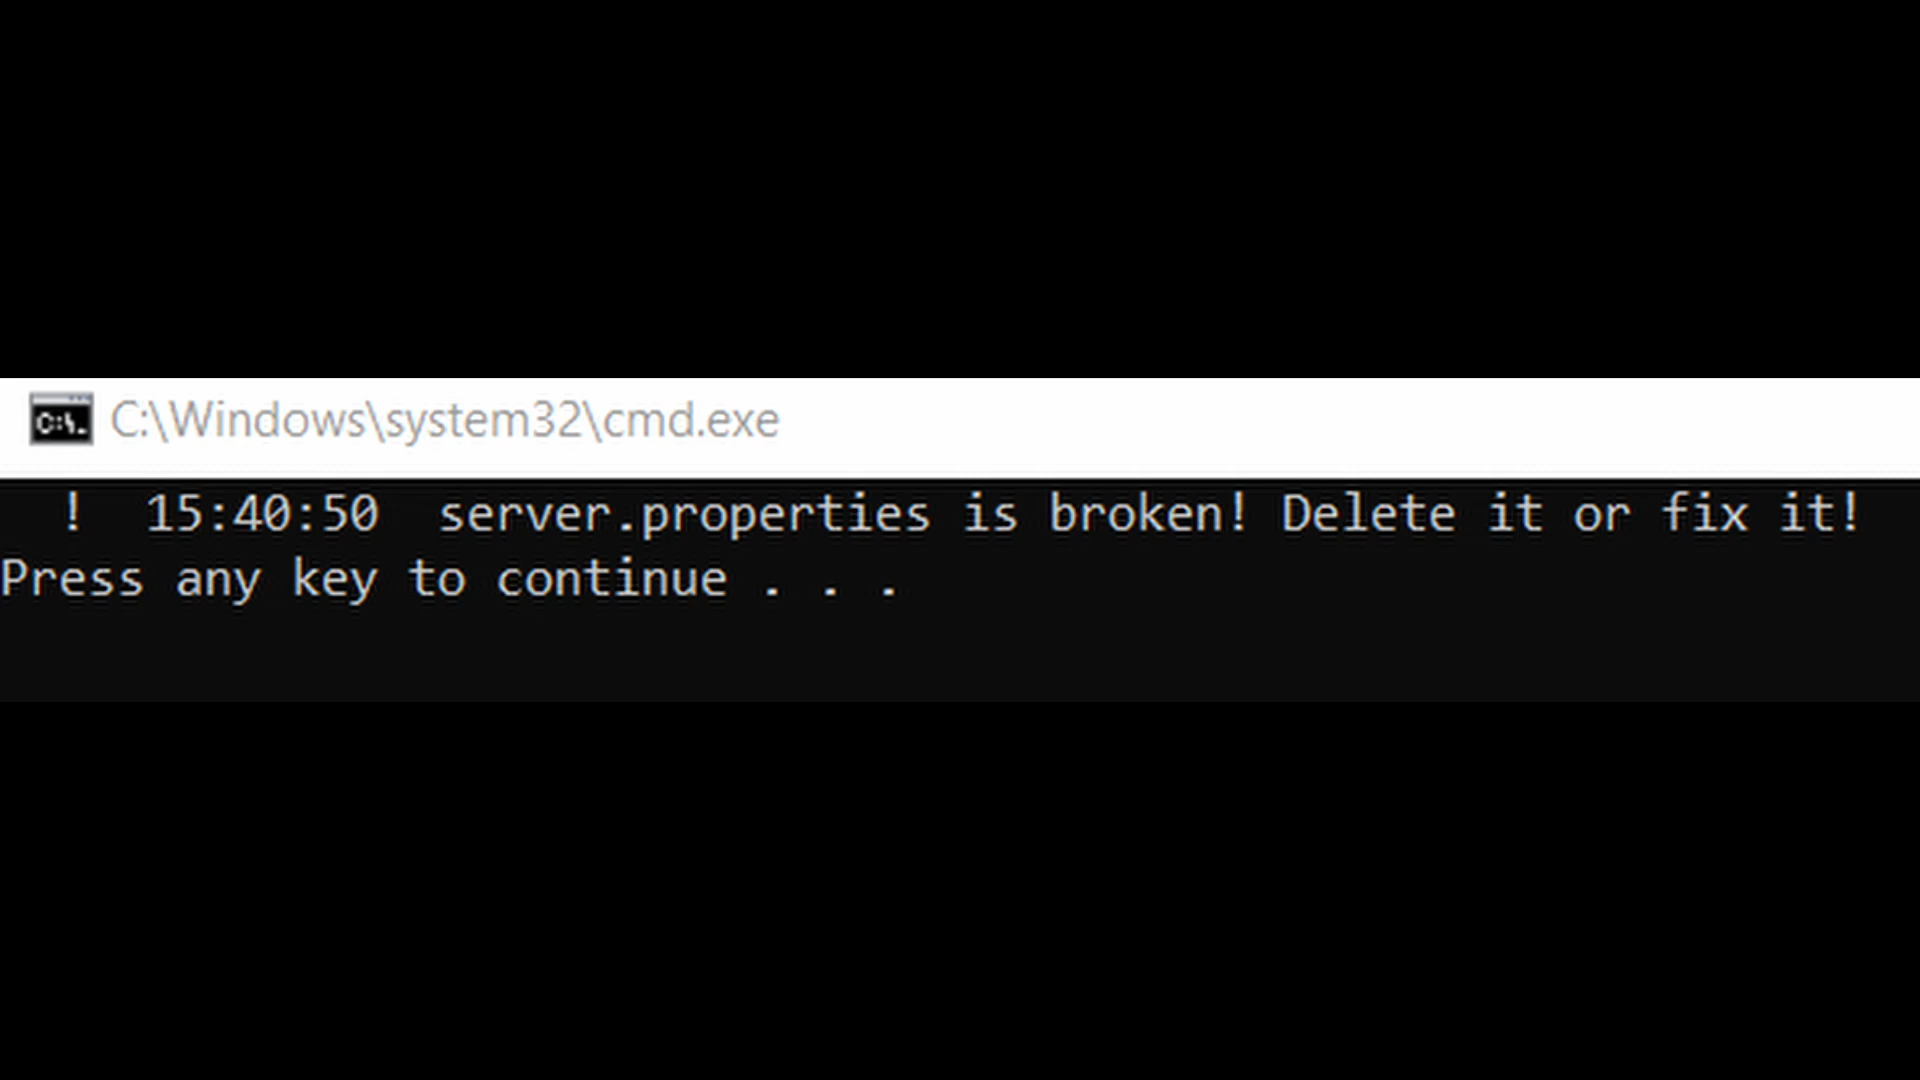 C:\.
C:\Windows\system32\cmd.exe
! 15:40:50 server.properties is broken! Delete it or fix it!
Press any key to continue . . .